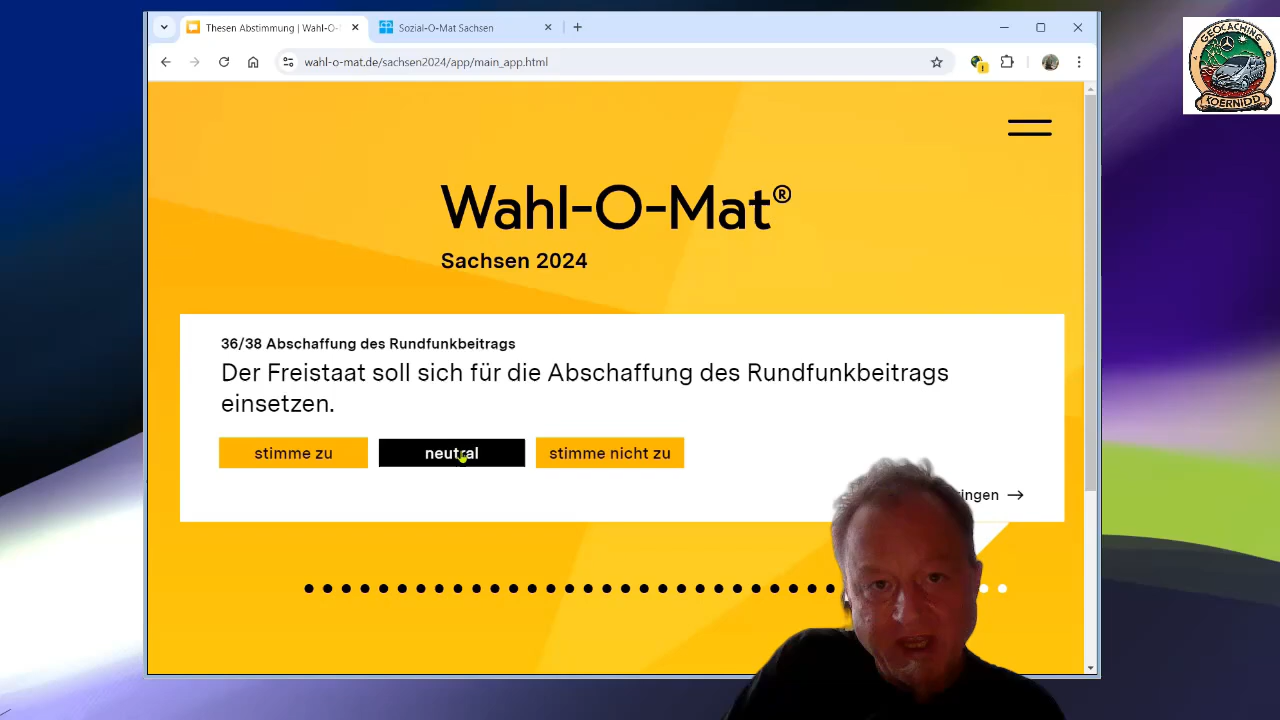 Thesen Abstimmung | Wahl-O-
Sozial-O-Mat Sachsen
wahl-o-mat.de/sachsen2024/app/main_app.html
GEOCACHING
KOERNIDD
Wahl-O-Mat®
Sachsen 2024
36/38 Abschaffung des Rundfunkbeitrags
Der Freistaat soll sich für die Abschaffung des Rundfunkbeitrags
einsetzen.
stimme zu
neutral
stimme nicht zu
ringen →